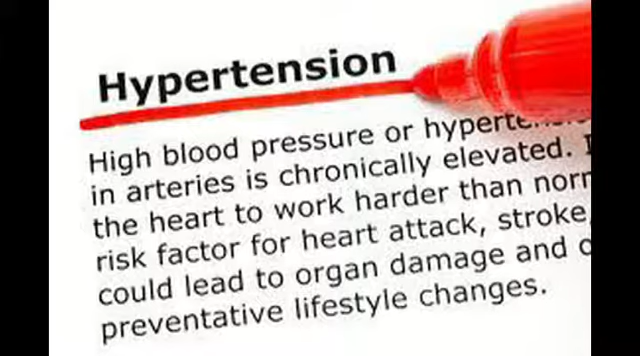 Hypertension
High blood pressure or
in arteries is chronically elevated.
the heart to work harder than
risk factor for heart attack, stroke,
could lead to organ damage and
preventative lifestyle changes.